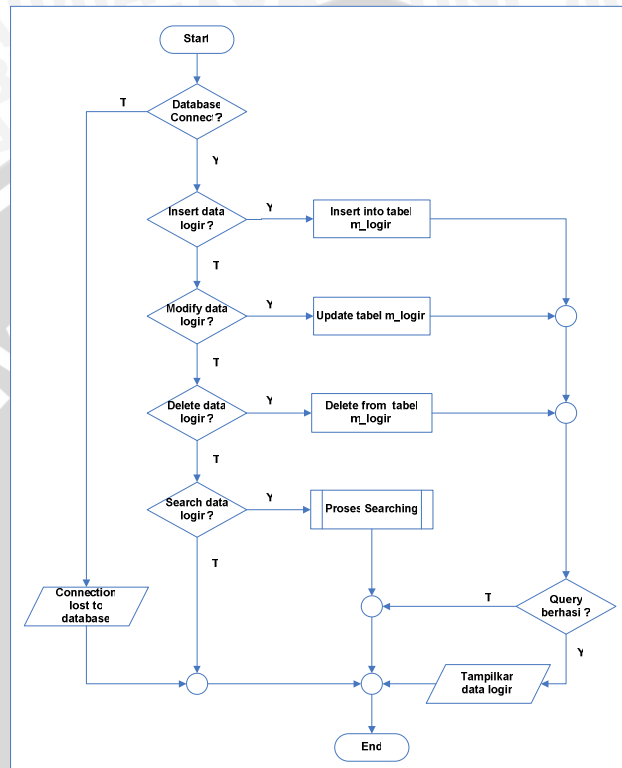 Start
T
Database
Connect?
Y
Insert data
login?
Y
Insert into tabel
m_login
T
Modify data
login?
Y
Update tabel m_login
T
Delete data
login?
Y
Delete from tabel
m_login
T
Search data
login?
Y
Proses Searching
T
Connection
lost to
database
T
Query
berhasil?
Y
Tampilkan
data login
End